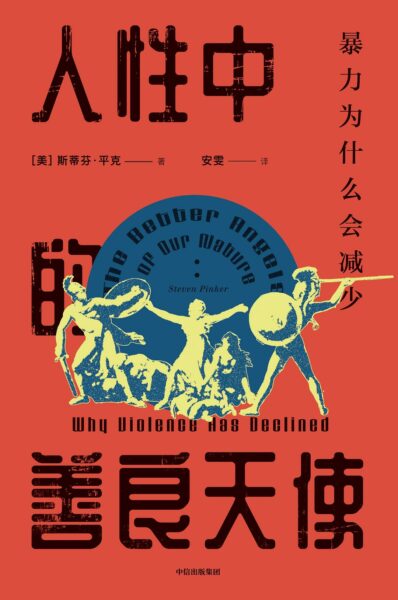 人性中
暴力为什么会减少
[美] 斯蒂芬·平克 —— 著
安雯 —— 译
的
The Better Angels
of Our Nature
:
Steven Pinker
Why Violence Has Declined
善良天使
中信出版集团